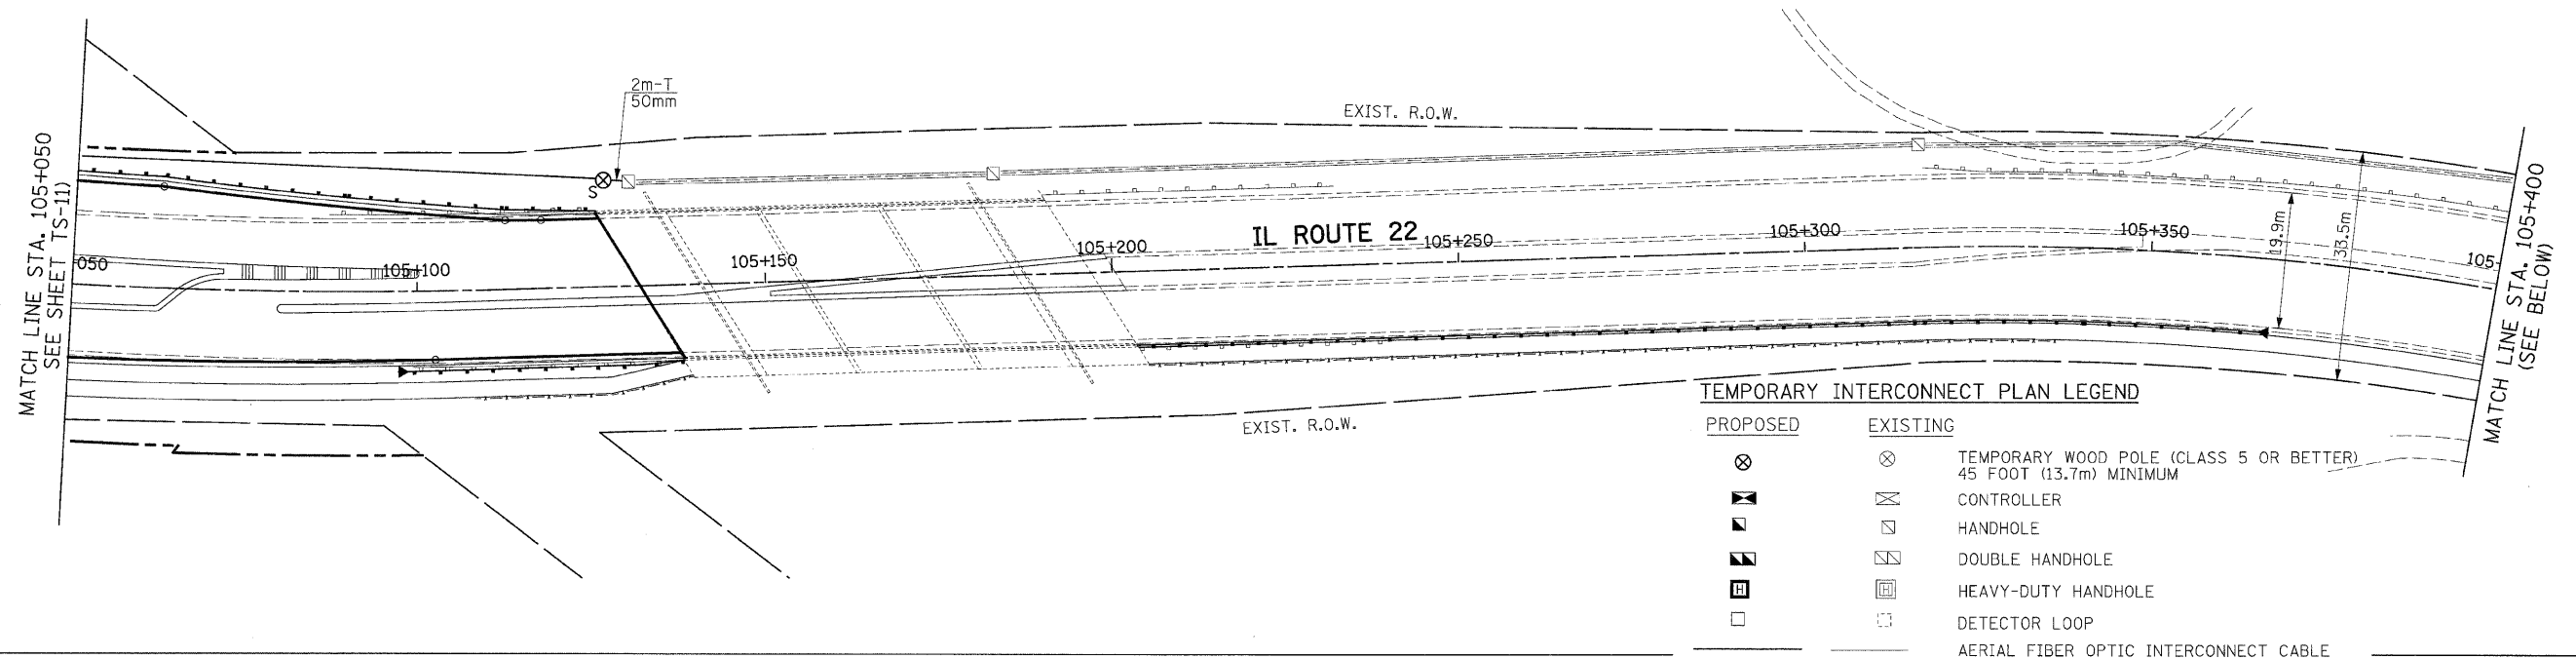 MATCH LINE STA. 105+050
SEE SHEET TS-11)
2m-T
50mm
S
EXIST. R.O.W.
IL ROUTE 22
050
105+100
105+150
105+200
105+250
105+300
105+350
105-
19.9m
33.5m
EXIST. R.O.W.
MATCH LINE STA. 105+400
(SEE BELOW)
TEMPORARY INTERCONNECT PLAN LEGEND
PROPOSED EXISTING
TEMPORARY WOOD POLE (CLASS 5 OR BETTER)
45 FOOT (13.7m) MINIMUM
CONTROLLER
HANDHOLE
DOUBLE HANDHOLE
H H HEAVY-DUTY HANDHOLE
DETECTOR LOOP
AERIAL FIBER OPTIC INTERCONNECT CABLE